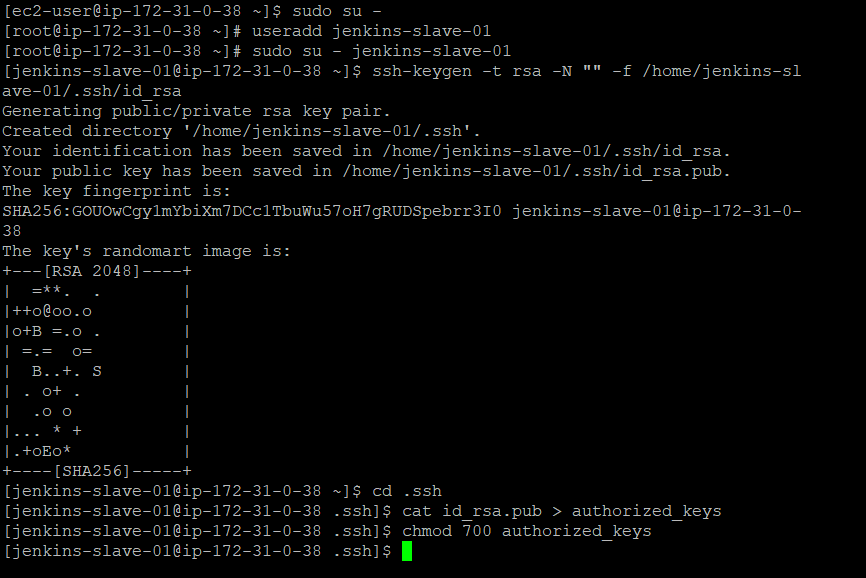 [ec2-user@ip-172-31-0-38 ~]$ sudo su -
[root@ip-172-31-0-38 ~]# useradd jenkins-slave-01
[root@ip-172-31-0-38 ~]# sudo su - jenkins-slave-01
[jenkins-slave-01@ip-172-31-0-38 ~]$ ssh-keygen -t rsa -N "" -f /home/jenkins-sl
ave-01/.ssh/id_rsa
Generating public/private rsa key pair.
Created directory '/home/jenkins-slave-01/.ssh'.
Your identification has been saved in /home/jenkins-slave-01/.ssh/id_rsa.
Your public key has been saved in /home/jenkins-slave-01/.ssh/id_rsa.pub.
The key fingerprint is:
SHA256:GOUOwCgy1mYbiXm7DCc1TbuWu57oH7gRUDSpebrr3I0 jenkins-slave-01@ip-172-31-0-
38
The key's randomart image is:
+---[RSA 2048]----+
|  =**.  .        |
|++o@oo.o         |
|o+B =.o .        |
| =.=  o=         |
|  B..+. S        |
| . o+ .          |
|  .o o           |
|... * +          |
|.+oEo*           |
+----[SHA256]-----+
[jenkins-slave-01@ip-172-31-0-38 ~]$ cd .ssh
[jenkins-slave-01@ip-172-31-0-38 .ssh]$ cat id_rsa.pub > authorized_keys
[jenkins-slave-01@ip-172-31-0-38 .ssh]$ chmod 700 authorized_keys
[jenkins-slave-01@ip-172-31-0-38 .ssh]$